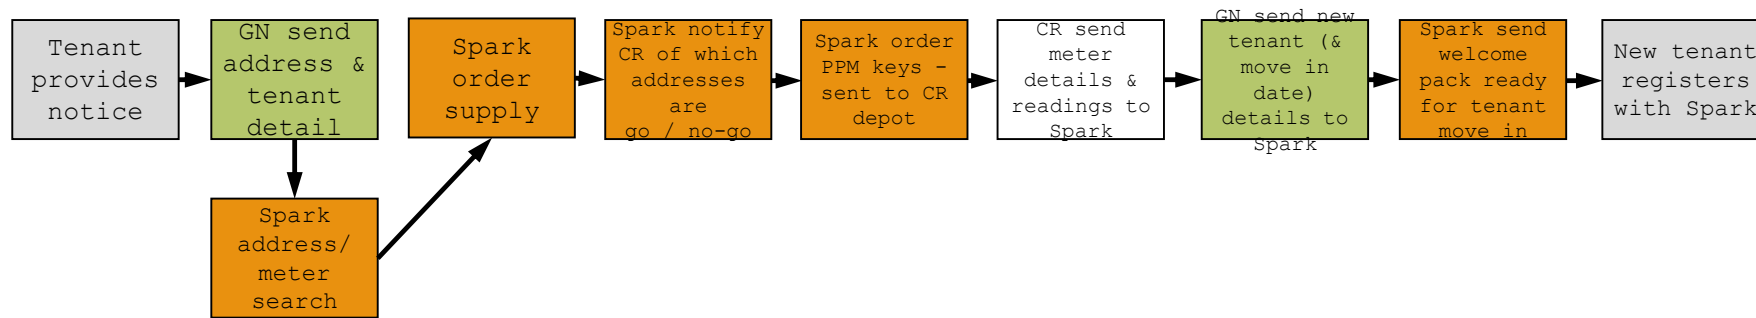 Tenant
provides
notice
GN send
address &
tenant
detail
Spark
address/
meter
search
Spark
order
supply
Spark notify
CR of which
addresses
are
go / no-go
Spark order
PPM keys –
sent to CR
depot
CR send
meter
details &
readings to
Spark
GN send new
tenant (&
move in
date)
details to
Spark
Spark send
welcome
pack ready
for tenant
move in
New tenant
registers
with Spark